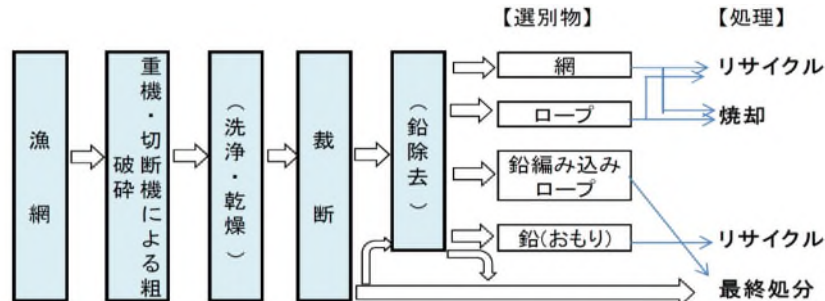 【選別物】
【処理】
漁網
重機・切断機による粗
破砕
（洗浄・乾燥）
裁断
（鉛除去）
網
ロープ
鉛編み込み
ロープ
鉛(おもり)
リサイクル
焼却
リサイクル
最終処分